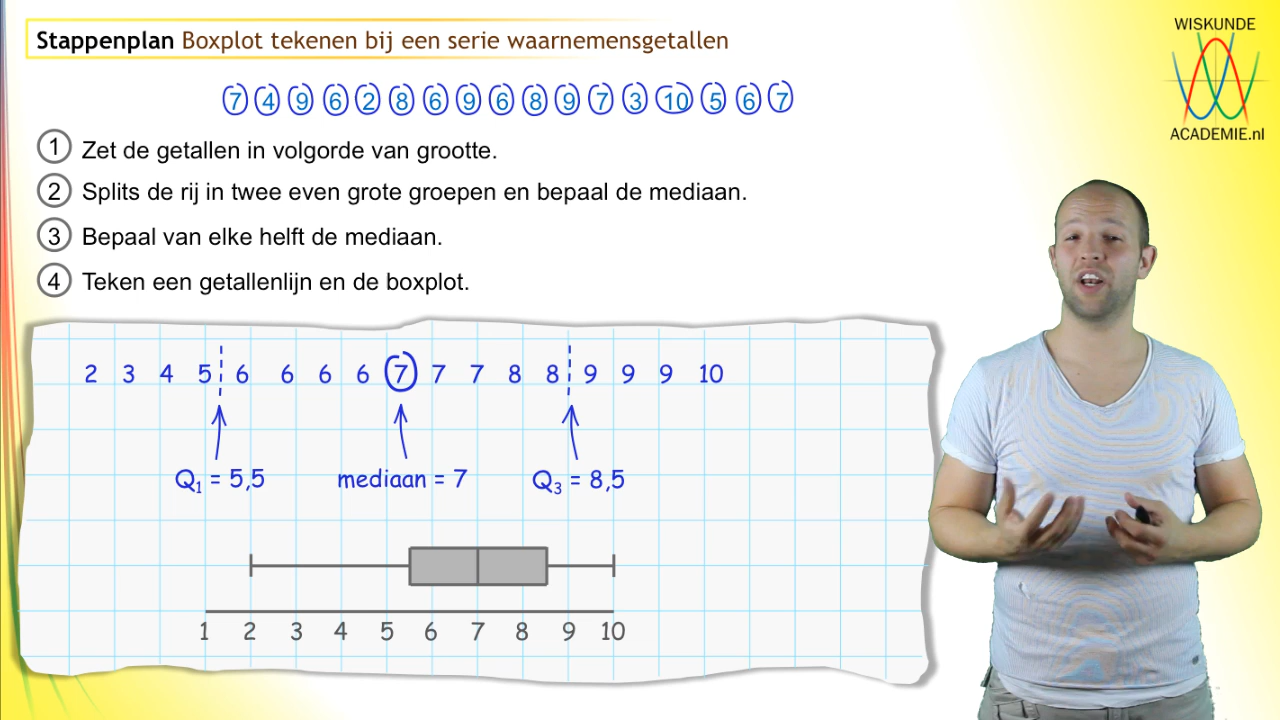 Stappenplan Boxplot tekenen bij een serie waarnemensgetallen
WISKUNDE
ACADEMIE.nl
7 4 9 6 2 8 6 9 6 8 9 7 3 10 5 6 7
1 Zet de getallen in volgorde van grootte.
2 Splits de rij in twee even grote groepen en bepaal de mediaan.
3 Bepaal van elke helft de mediaan.
4 Teken een getallenlijn en de boxplot.
2 3 4 5 6 6 6 6 7 7 7 8 8 9 9 9 10
Q₁ = 5,5 mediaan = 7 Q₃ = 8,5
1 2 3 4 5 6 7 8 9 10